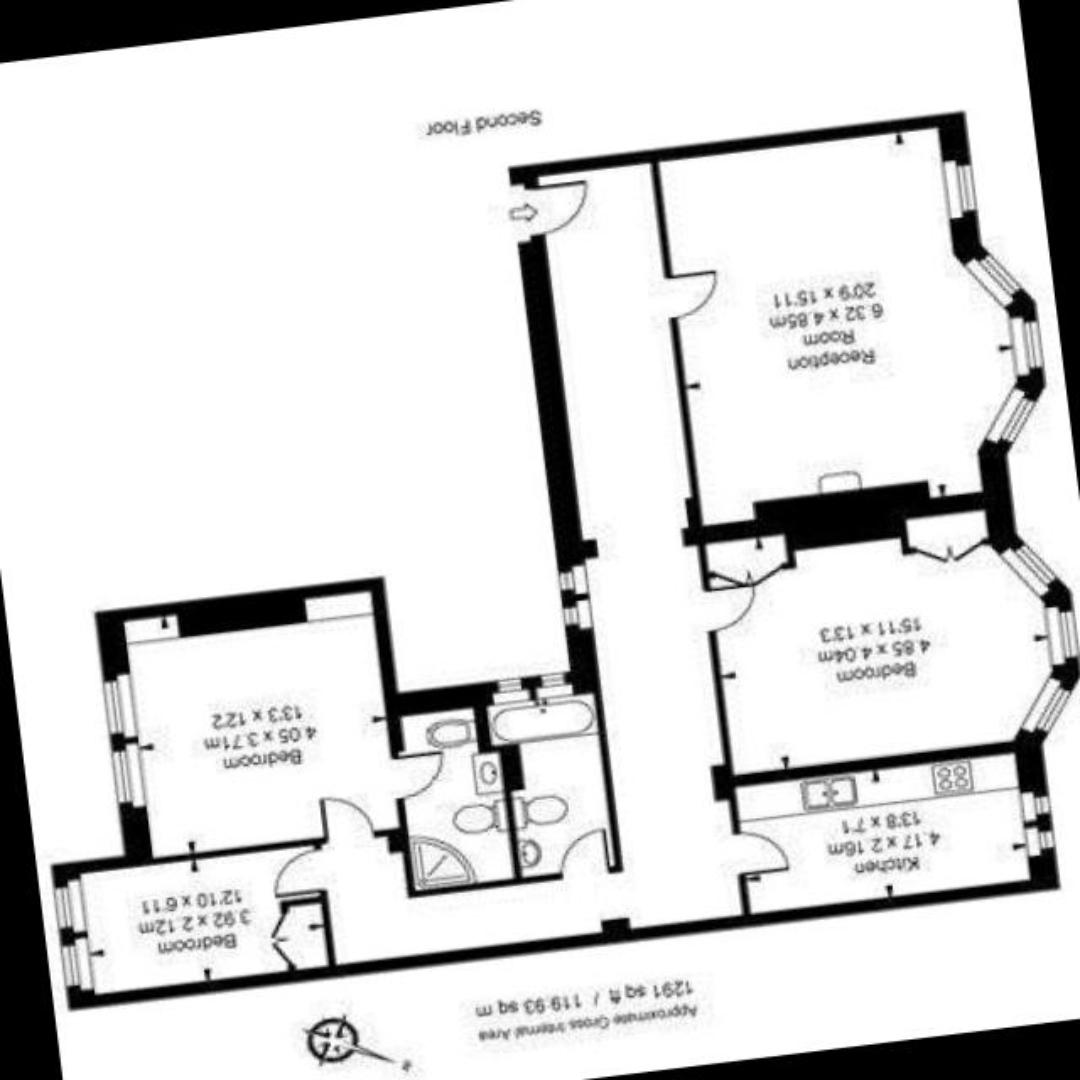 Approximate Gross Internal Area
1291 sq ft / 119.93 sq m
Bedroom
3.92 x 2.12m
12'10 x 6'11
Kitchen
4.17 x 2.16m
13'8 x 7'1
Bedroom
4.05 x 3.71m
13'3 x 12'2
Bedroom
4.85 x 4.04m
15'11 x 13'3
Reception
Room
6.32 x 4.85m
20'9 x 15'11
Second Floor